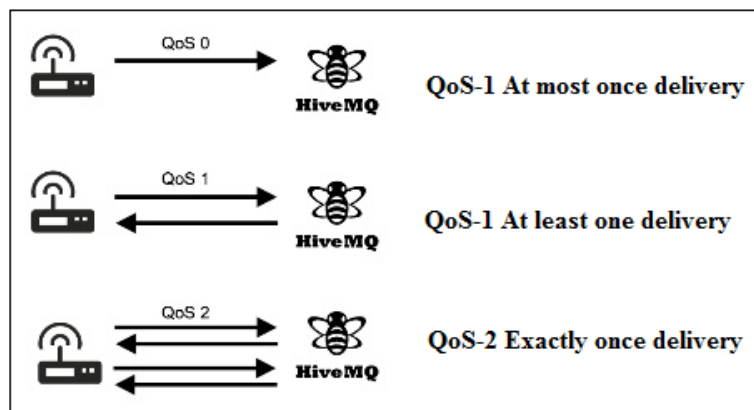 QoS 0
HiveMQ
QoS-1 At most once delivery
QoS 1
HiveMQ
QoS-1 At least one delivery
QoS 2
HiveMQ
QoS-2 Exactly once delivery